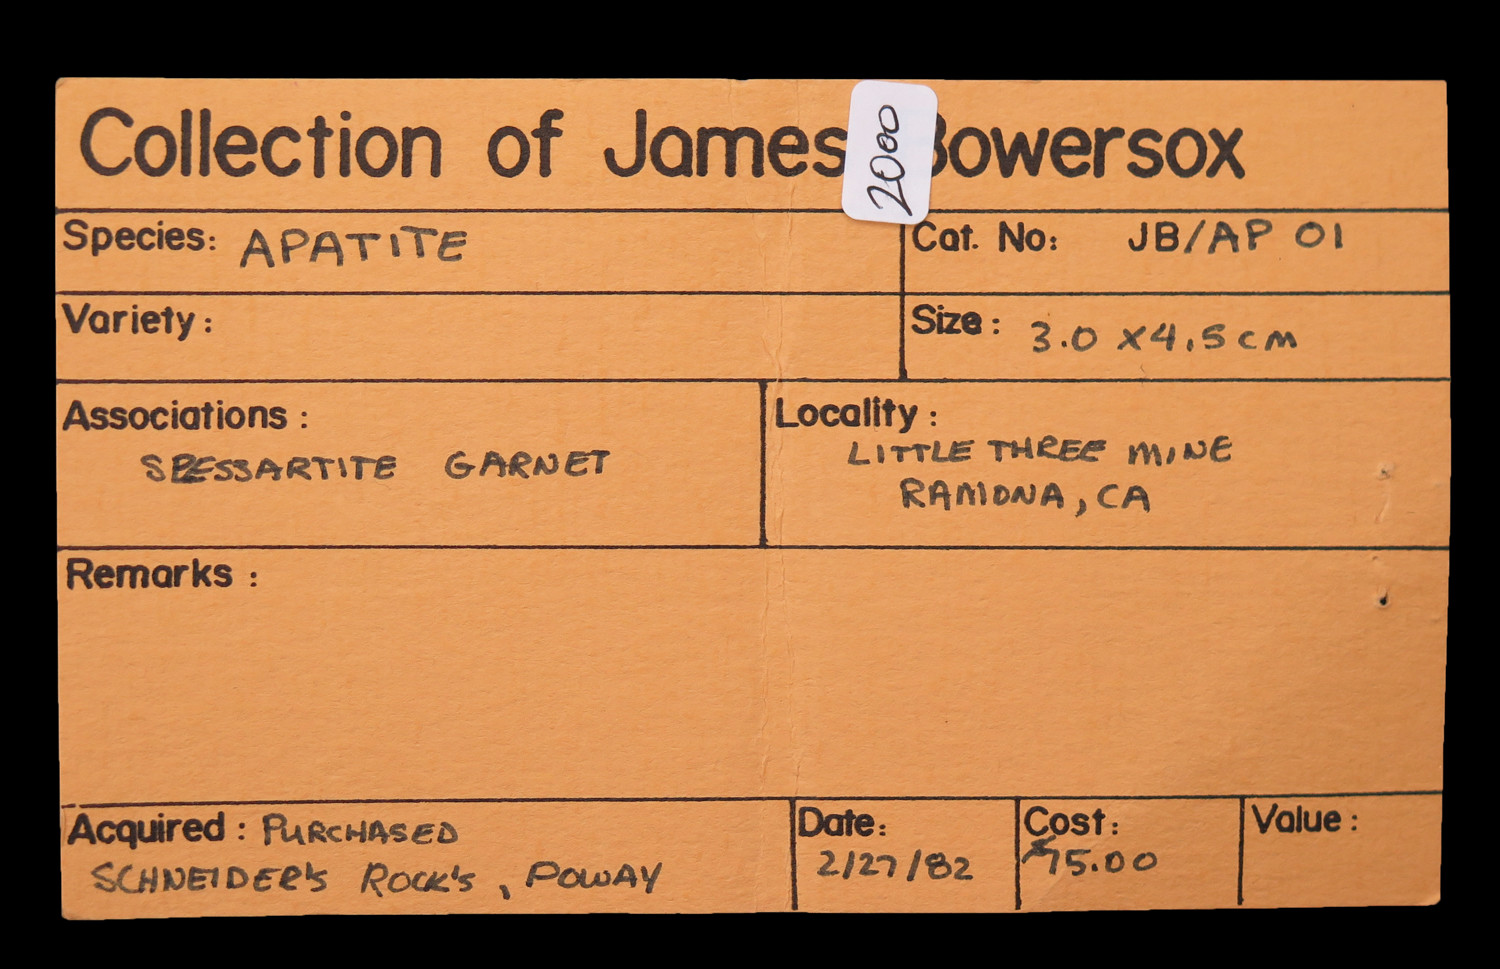 Collection of James Bowersox
2000
Species: APATITE
Cat. No: JB/AP 01
Variety:
Size: 3.0 x 4.5 cm
Associations:
SPESSARTITE GARNET
Locality:
LITTLE THREE MINE
RAMONA, CA
Remarks:
Acquired: PURCHASED
SCHNEIDER'S ROCK'S, POWAY
Date:
2/27/82
Cost:
$75.00
Value: